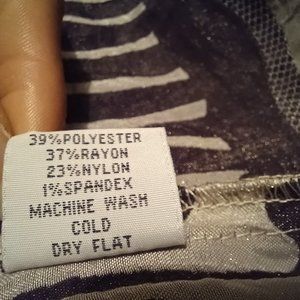 39%POLYESTER
37%RAYON
23%NYLON
1%SPANDEX
MACHINE WASH
COLD
DRY FLAT